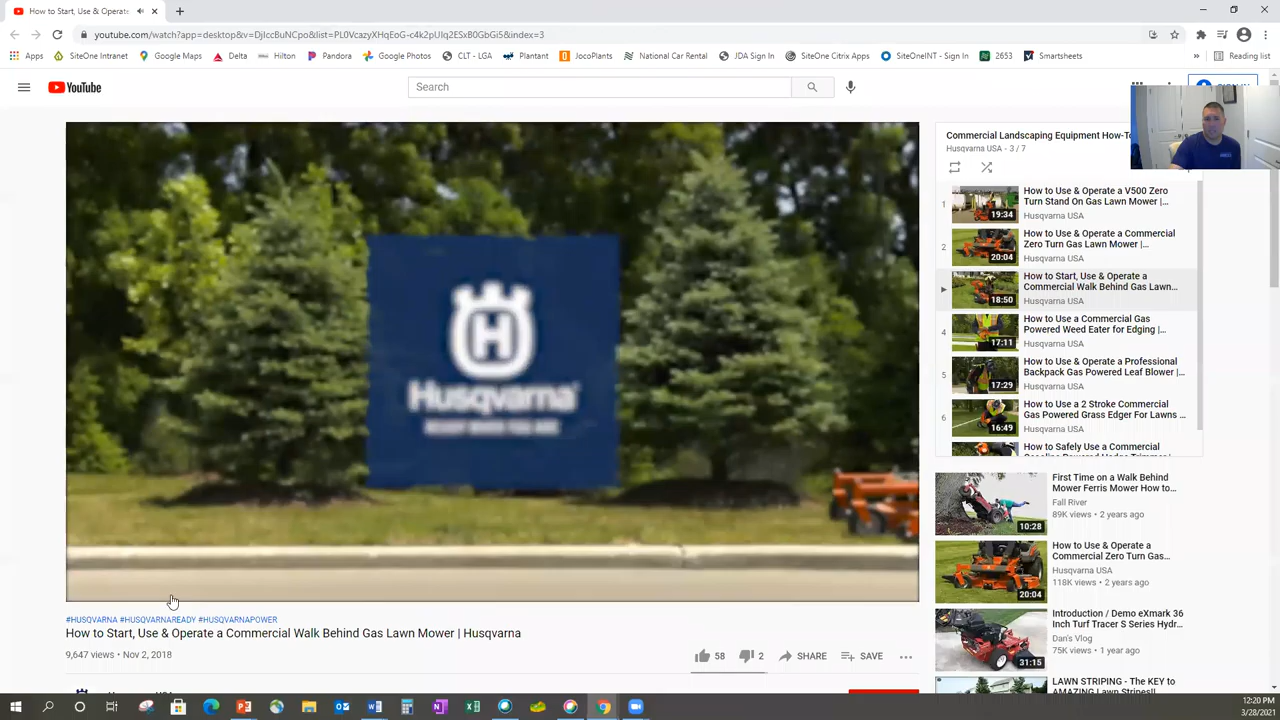 How to Start, Use & Operate
youtube.com/watch?app=desktop&v=DjIccBuNCpo&list=PL0VcazyXHqEoG-c4k2pUIq2ESxB0GbGi5&index=3
Apps SiteOne Intranet Google Maps Delta Hilton Pandora Google Photos CLT - LGA Plantant JocoPlants National Car Rental JDA Sign In SiteOne Citrix Apps SiteOneINT - Sign In 2653 Smartsheets » Reading list
YouTube
Search
Commercial Landscaping Equipment How-To
Husqvarna USA - 3 / 7
1
How to Use & Operate a V500 Zero
Turn Stand On Gas Lawn Mower |...
Husqvarna USA
19:34
2
How to Use & Operate a Commercial
Zero Turn Gas Lawn Mower |...
Husqvarna USA
20:04
How to Start, Use & Operate a
Commercial Walk Behind Gas Lawn...
Husqvarna USA
18:50
4
How to Use a Commercial Gas
Powered Weed Eater for Edging |...
Husqvarna USA
17:11
5
How to Use & Operate a Professional
Backpack Gas Powered Leaf Blower |...
Husqvarna USA
17:29
6
How to Use a 2 Stroke Commercial
Gas Powered Grass Edger For Lawns ...
Husqvarna USA
16:49
How to Safely Use a Commercial
First Time on a Walk Behind
Mower Ferris Mower How to...
Fall River
89K views • 2 years ago
10:28
How to Use & Operate a
Commercial Zero Turn Gas...
Husqvarna USA
118K views • 2 years ago
20:04
Introduction / Demo eXmark 36
Inch Turf Tracer S Series Hydr...
Dan's Vlog
75K views • 1 year ago
31:15
LAWN STRIPING - The KEY to
AMAZING Lawn Stripes!!
H
#HUSQVARNA #HUSQVARNAREADY #HUSQVARNAPOWER
How to Start, Use & Operate a Commercial Walk Behind Gas Lawn Mower | Husqvarna
9,647 views • Nov 2, 2018
58 2 SHARE SAVE ...
12:20 PM
3/28/2021